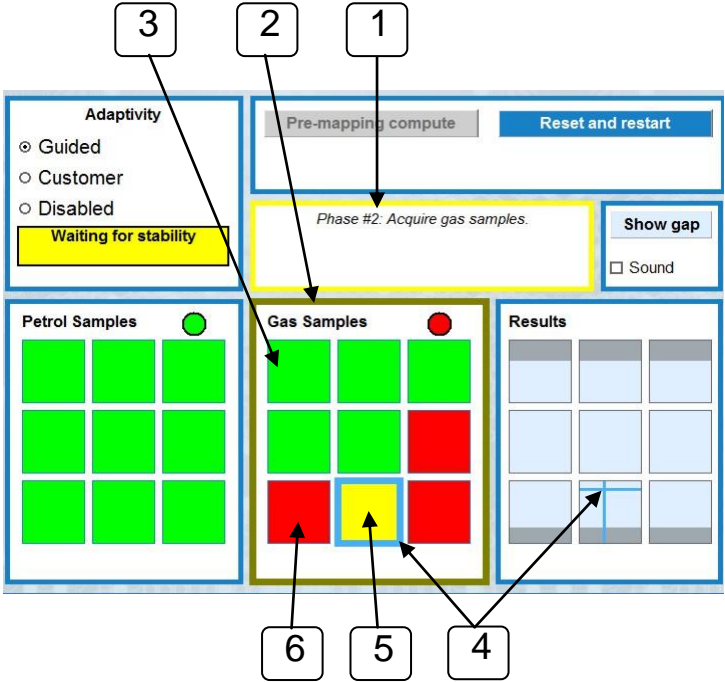 3 2 1
Adaptivity
Guided
Customer
Disabled
Waiting for stability
Pre-mapping compute
Reset and restart
Phase #2: Acquire gas samples.
Show gap
Sound
Petrol Samples
Gas Samples
Results
6 5 4